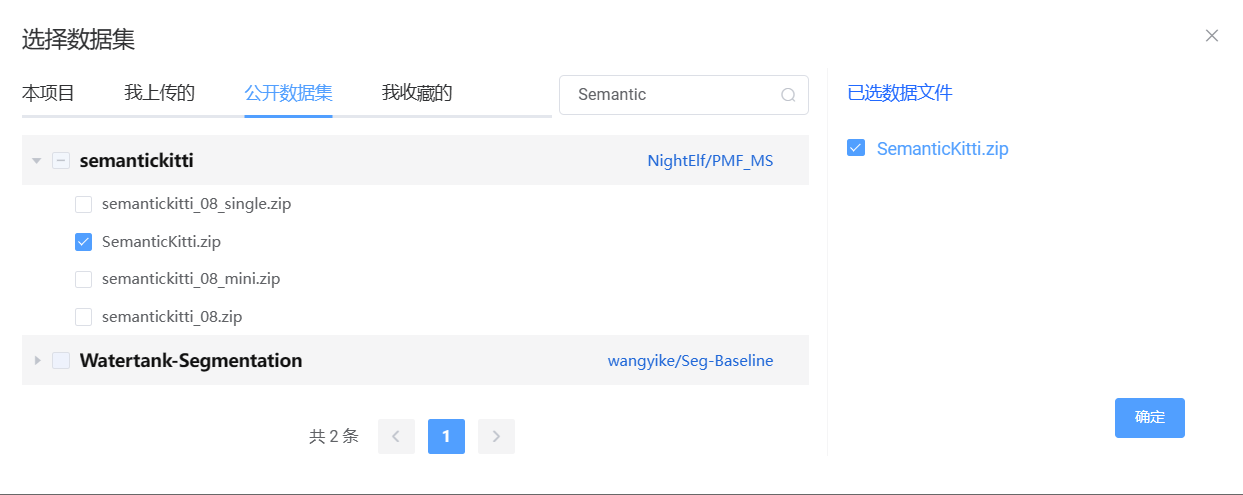 选择数据集
本项目 我上传的 公开数据集 我收藏的 Semantic
semantickitti NightElf/PMF_MS
semantickitti_08_single.zip
SemanticKitti.zip
semantickitti_08_mini.zip
semantickitti_08.zip
Watertank-Segmentation wangyike/Seg-Baseline
共 2 条 1
已选数据文件
SemanticKitti.zip
确定